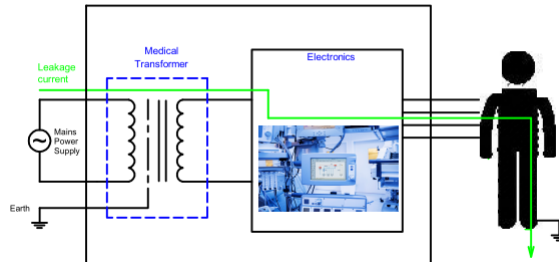 Medical
Transformer
Electronics
Leakage
current
Mains
Power
Supply
Earth